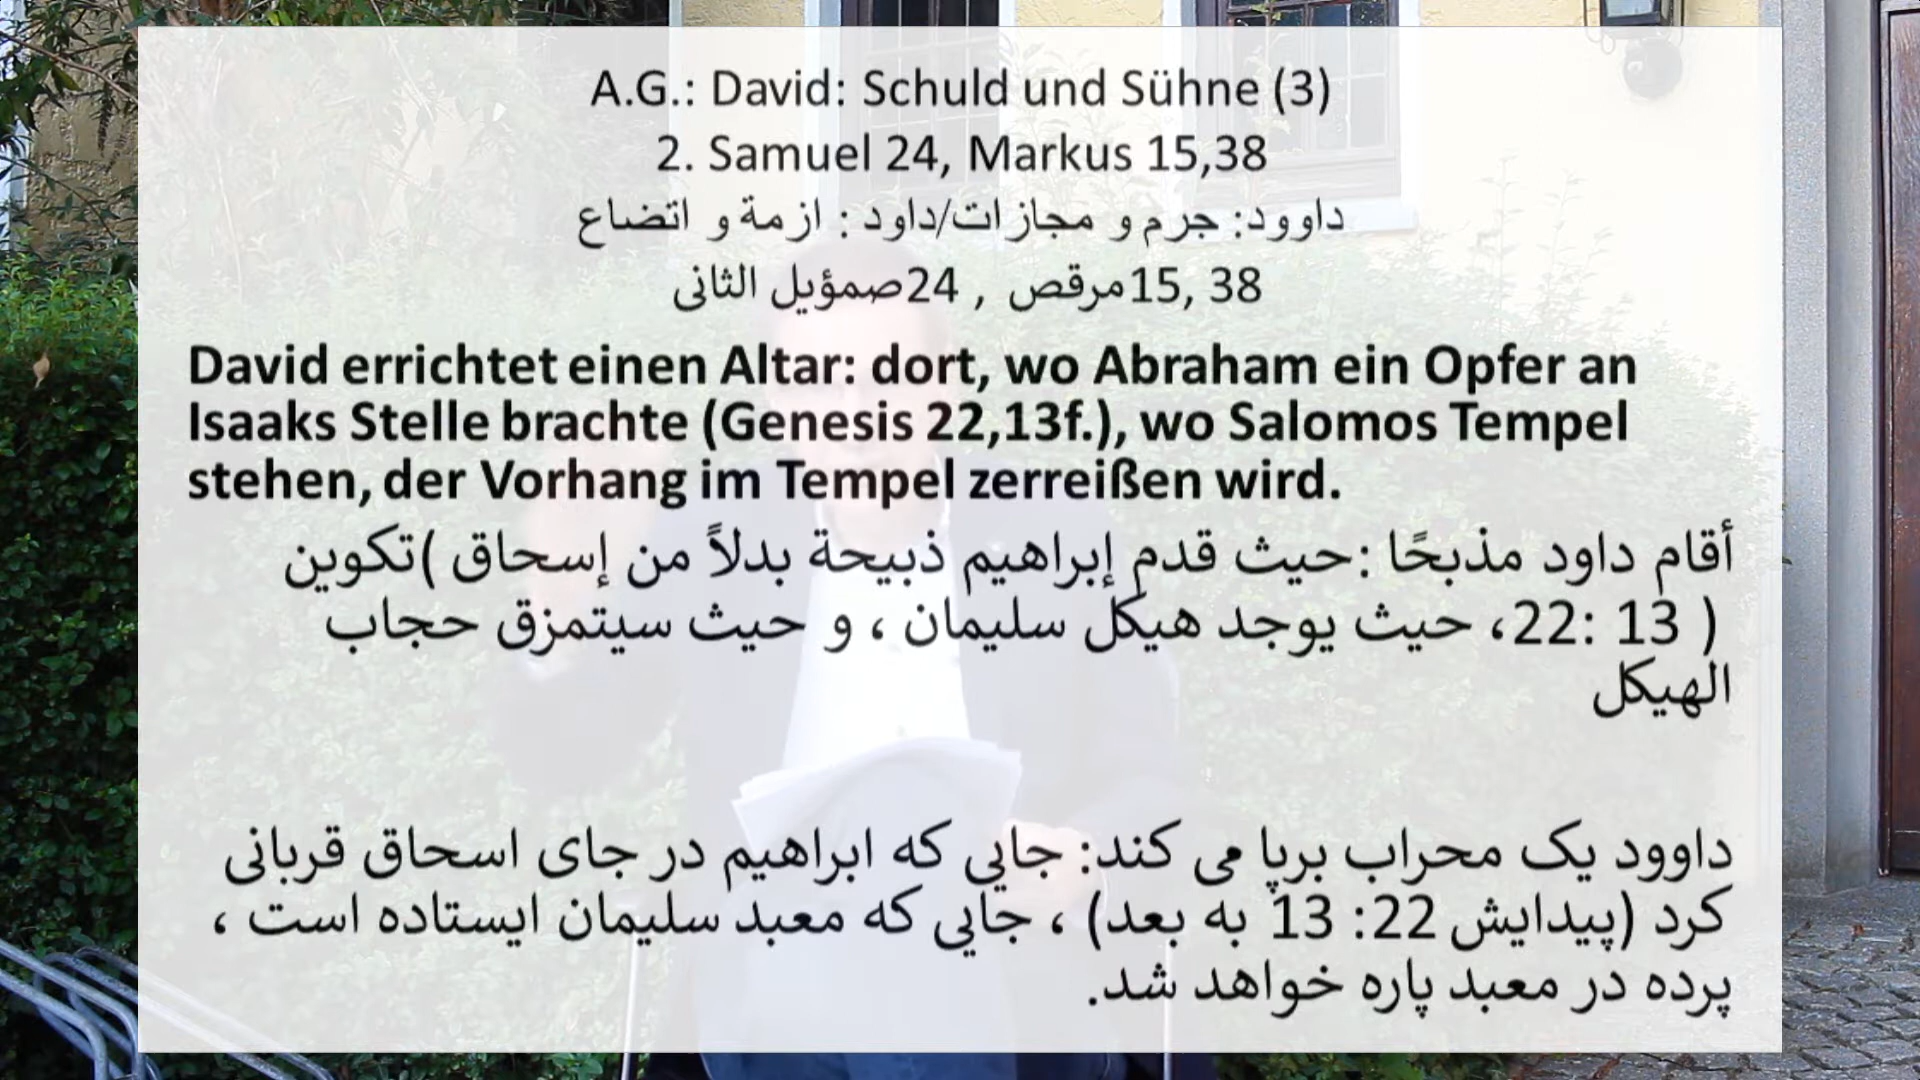 A.G.: David: Schuld und Sühne (3)
2. Samuel 24, Markus 15,38
داوود: جرم و مجازات/داود : ازمة و اتضاع
صمؤيل الثانى24 , مرقص15, 38
David errichtet einen Altar: dort, wo Abraham ein Opfer an
Isaaks Stelle brachte (Genesis 22,13f.), wo Salomos Tempel
stehen, der Vorhang im Tempel zerreißen wird.
أقام داود مذبحًا :حيث قدم إبراهيم ذبيحة بدلاً من إسحاق )تكوين
( 13 :22، حيث يوجد هيكل سليمان ، و حيث سيتمزق حجاب
الهيكل
داوود یک محراب برپا می کند: جایی که ابراهیم در جای اسحاق قربانی
کرد (پیدایش 22: 13 به بعد) ، جایی که معبد سلیمان ایستاده است ،
پرده در معبد پاره خواهد شد.